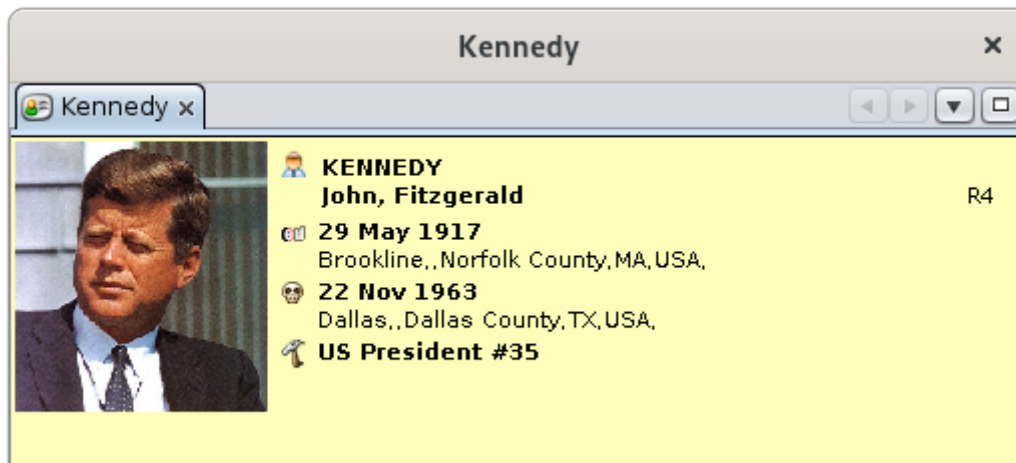 Kennedy
Kennedy
KENNEDY
John, Fitzgerald
R4
29 May 1917
Brookline,,Norfolk County,MA,USA,
22 Nov 1963
Dallas,,Dallas County,TX,USA,
US President #35